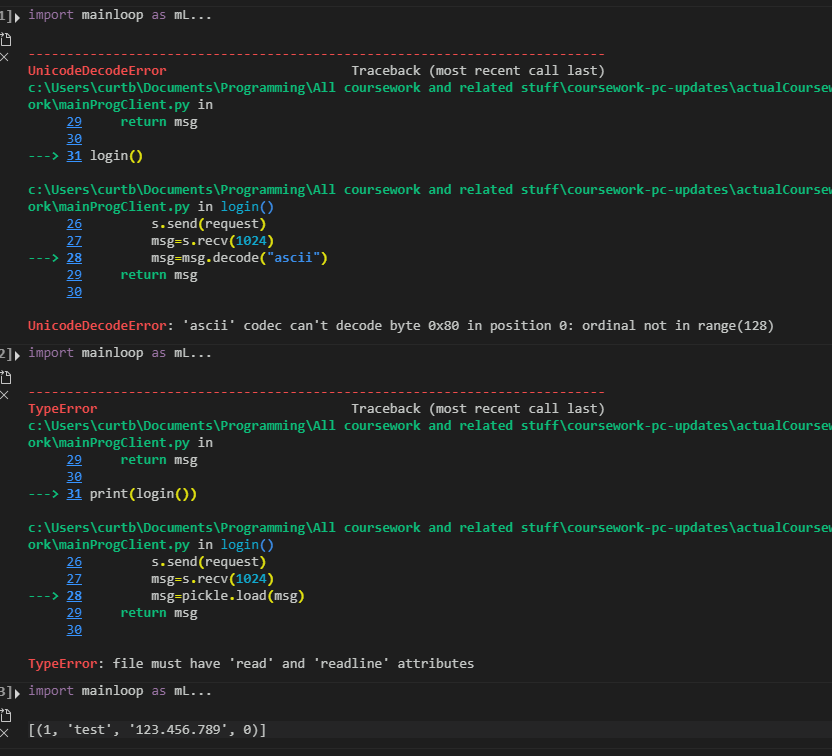 1] import mainloop as mL...
-------------------------------------------------------------------------
UnicodeDecodeError Traceback (most recent call last)
c:\Users\curtb\Documents\Programming\All coursework and related stuff\coursework-pc-updates\actualCoursew
ork\mainProgClient.py in
29 return msg
30
---> 31 login()
c:\Users\curtb\Documents\Programming\All coursework and related stuff\coursework-pc-updates\actualCoursew
ork\mainProgClient.py in login()
26 s.send(request)
27 msg=s.recv(1024)
---> 28 msg=msg.decode("ascii")
29 return msg
30
UnicodeDecodeError: 'ascii' codec can't decode byte 0x80 in position 0: ordinal not in range(128)
2] import mainloop as mL...
-------------------------------------------------------------------------
TypeError Traceback (most recent call last)
c:\Users\curtb\Documents\Programming\All coursework and related stuff\coursework-pc-updates\actualCoursew
ork\mainProgClient.py in
29 return msg
30
---> 31 print(login())
c:\Users\curtb\Documents\Programming\All coursework and related stuff\coursework-pc-updates\actualCoursew
ork\mainProgClient.py in login()
26 s.send(request)
27 msg=s.recv(1024)
---> 28 msg=pickle.load(msg)
29 return msg
30
TypeError: file must have 'read' and 'readline' attributes
3] import mainloop as mL...
[(1, 'test', '123.456.789', 0)]